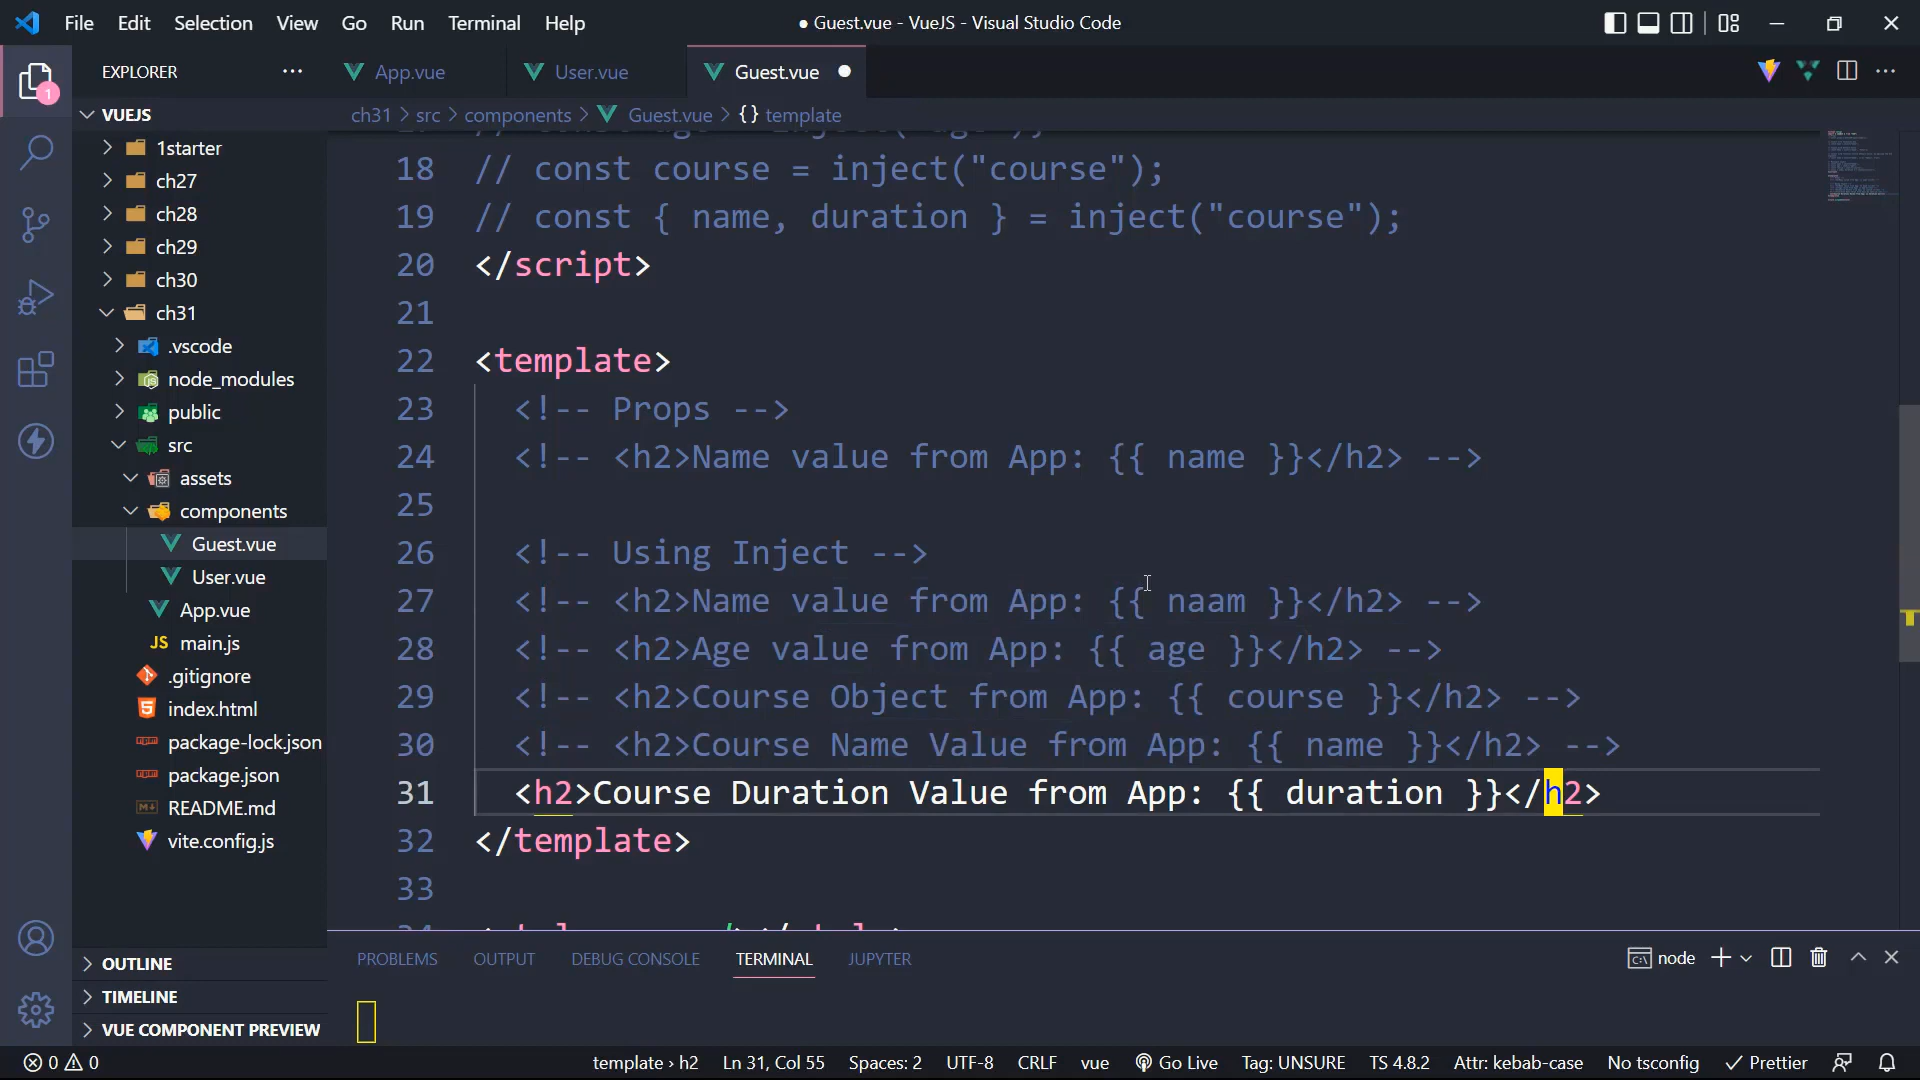 File Edit Selection View Go Run Terminal Help
● Guest.vue - VueJS - Visual Studio Code
EXPLORER
App.vue
User.vue
Guest.vue
1
VUEJS
ch31 > src > components > Guest.vue > {} template
1starter
ch27
ch28
ch29
ch30
ch31
.vscode
node_modules
public
src
assets
components
Guest.vue
User.vue
App.vue
JS main.js
.gitignore
index.html
package-lock.json
package.json
README.md
vite.config.js
OUTLINE
TIMELINE
VUE COMPONENT PREVIEW
18 // const course = inject("course");
19 // const { name, duration } = inject("course");
20 </script>
21
22 <template>
23 <!-- Props -->
24 <!-- <h2>Name value from App: {{ name }}</h2> -->
25
26 <!-- Using Inject -->
27 <!-- <h2>Name value from App: {{ naam }}</h2> -->
28 <!-- <h2>Age value from App: {{ age }}</h2> -->
29 <!-- <h2>Course Object from App: {{ course }}</h2> -->
30 <!-- <h2>Course Name Value from App: {{ name }}</h2> -->
31 <h2>Course Duration Value from App: {{ duration }}</h2>
32 </template>
33
PROBLEMS OUTPUT DEBUG CONSOLE TERMINAL JUPYTER
node
0 0
template › h2 Ln 31, Col 55 Spaces: 2 UTF-8 CRLF vue Go Live Tag: UNSURE TS 4.8.2 Attr: kebab-case No tsconfig Prettier